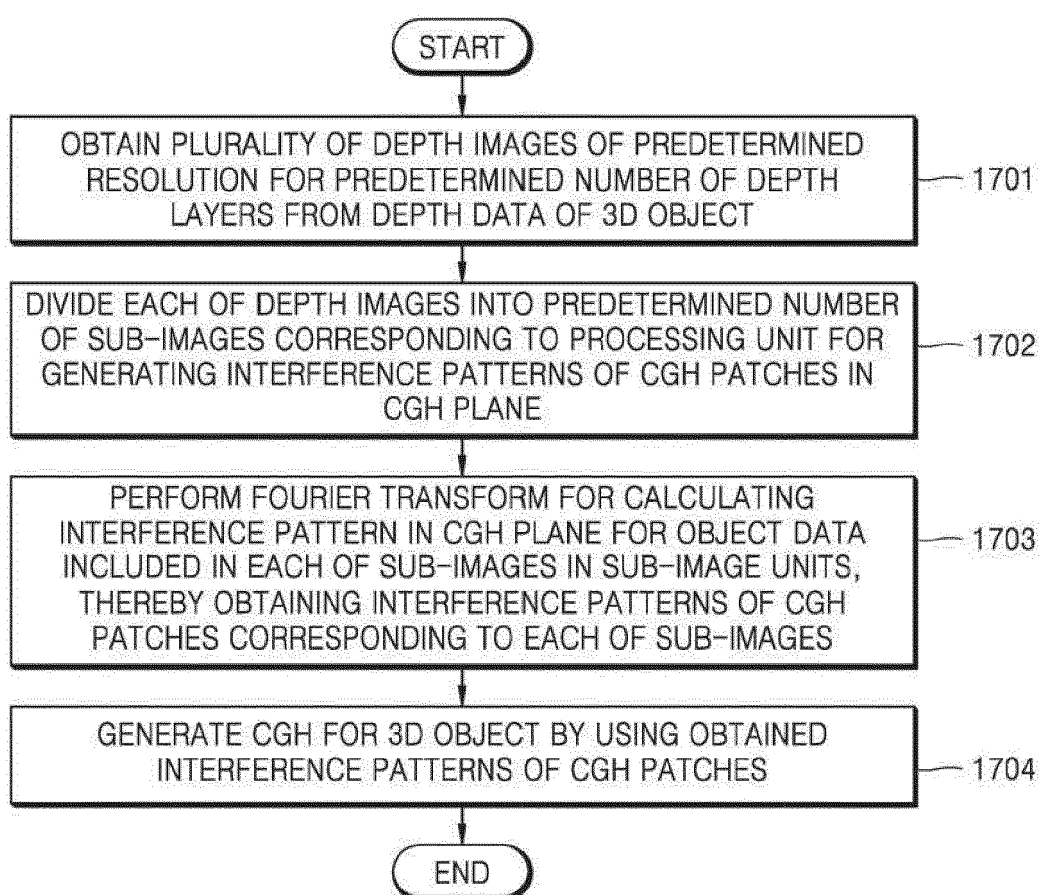 START
OBTAIN PLURALITY OF DEPTH IMAGES OF PREDETERMINED
RESOLUTION FOR PREDETERMINED NUMBER OF DEPTH
LAYERS FROM DEPTH DATA OF 3D OBJECT
1701
DIVIDE EACH OF DEPTH IMAGES INTO PREDETERMINED NUMBER
OF SUB-IMAGES CORRESPONDING TO PROCESSING UNIT FOR
GENERATING INTERFERENCE PATTERNS OF CGH PATCHES IN
CGH PLANE
1702
PERFORM FOURIER TRANSFORM FOR CALCULATING
INTERFERENCE PATTERN IN CGH PLANE FOR OBJECT DATA
INCLUDED IN EACH OF SUB-IMAGES IN SUB-IMAGE UNITS,
THEREBY OBTAINING INTERFERENCE PATTERNS OF CGH
PATCHES CORRESPONDING TO EACH OF SUB-IMAGES
1703
GENERATE CGH FOR 3D OBJECT BY USING OBTAINED
INTERFERENCE PATTERNS OF CGH PATCHES
1704
END